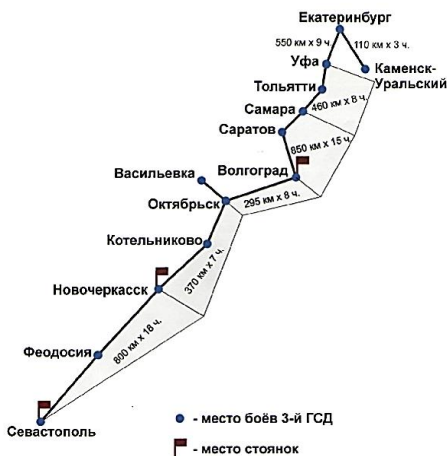 Екатеринбург
550 км х 9 ч.
110 км х 3 ч.
Уфа
Каменск-
Уральский
Тольятти
460 км х 8 ч.
Самара
Саратов
850 км х 15 ч.
Волгоград
Васильевка
295 км х 8 ч.
Октябрьск
Котельниково
370 км х 7 ч.
Новочеркасск
800 км х 18 ч.
Феодосия
Севастополь
- место боёв 3-й ГСД
- место стоянок